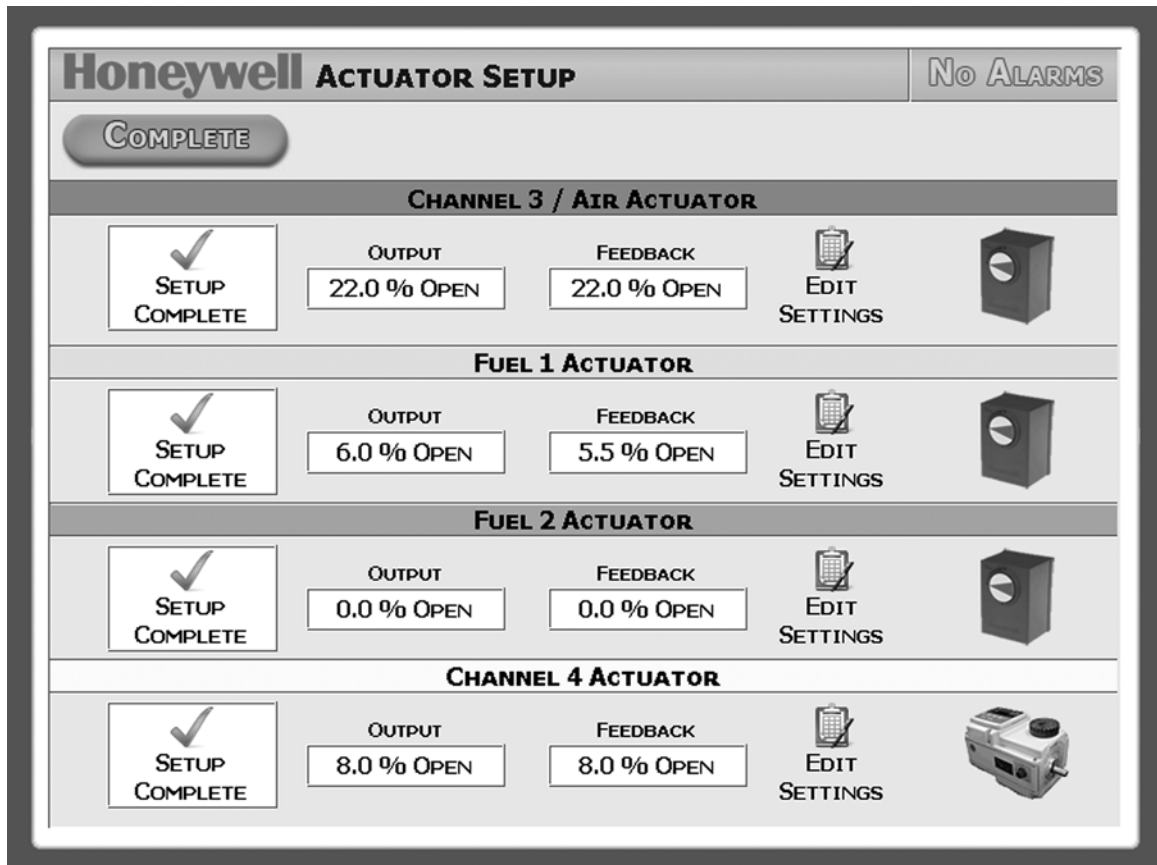 Honeywell ACTUATOR SETUP
NO ALARMS
COMPLETE
CHANNEL 3 / AIR ACTUATOR
SETUP COMPLETE
OUTPUT
22.0 % OPEN
FEEDBACK
22.0 % OPEN
EDIT SETTINGS
FUEL 1 ACTUATOR
SETUP COMPLETE
OUTPUT
6.0 % OPEN
FEEDBACK
5.5 % OPEN
EDIT SETTINGS
FUEL 2 ACTUATOR
SETUP COMPLETE
OUTPUT
0.0 % OPEN
FEEDBACK
0.0 % OPEN
EDIT SETTINGS
CHANNEL 4 ACTUATOR
SETUP COMPLETE
OUTPUT
8.0 % OPEN
FEEDBACK
8.0 % OPEN
EDIT SETTINGS